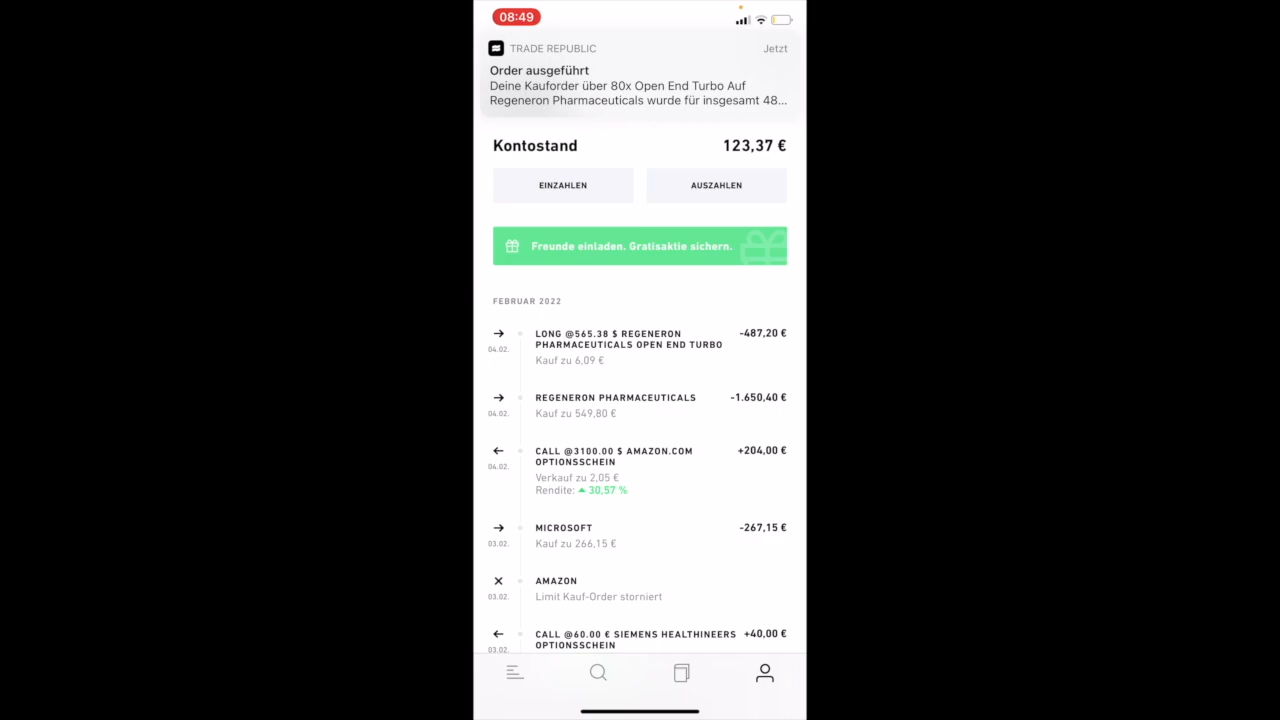 08:49
TRADE REPUBLIC Jetzt
Order ausgeführt
Deine Kauforder über 80x Open End Turbo Auf
Regeneron Pharmaceuticals wurde für insgesamt 48...
Kontostand 123,37 €
EINZAHLEN AUSZAHLEN
Freunde einladen. Gratisaktie sichern.
FEBRUAR 2022
LONG @565.38 $ REGENERON -487,20 €
PHARMACEUTICALS OPEN END TURBO
04.02.
Kauf zu 6,09 €
REGENERON PHARMACEUTICALS -1.650,40 €
04.02. Kauf zu 549,80 €
CALL @3100.00 $ AMAZON.COM +204,00 €
OPTIONSSCHEIN
04.02.
Verkauf zu 2,05 €
Rendite: 30,57 %
MICROSOFT -267,15 €
03.02. Kauf zu 266,15 €
AMAZON
03.02. Limit Kauf-Order storniert
CALL @60.00 € SIEMENS HEALTHINEERS +40,00 €
OPTIONSSCHEIN
03.02.